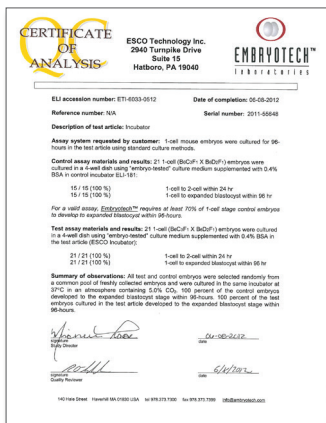 CERTIFICATE
OF
ANALYSIS
ESCO Technology Inc.
2940 Turnpike Drive
Suite 15
Hatboro, PA 19040
EMBRYOTECH™
laboratories
ELI accession number: ETI-6033-0612
Date of completion: 06-08-2012
Reference number: N/A
Serial number: 2011-55648
Description of test article: Incubator
Assay system requested by customer: 1-cell mouse embryos were cultured for 96-
hours in the test article using standard culture methods.
Control assay materials and results: 21 1-cell (B6C3F1 X B6D2F1) embryos were
cultured in a 4-well dish using "embryo-tested" culture medium supplemented with 0.4%
BSA in control incubator ELI-181:
15 / 15 (100 %) 1-cell to 2-cell within 24 hr
15 / 15 (100 %) 1-cell to expanded blastocyst within 96 hr
For a valid assay, Embryotech™ requires at least 70% of 1-cell stage control embryos
to develop to expanded blastocyst within 96-hours.
Test assay materials and results: 21 1-cell (B6C3F1 X B6D2F1) embryos were cultured
in a 4-well dish using "embryo-tested" culture medium supplemented with 0.4% BSA in
the test article (ESCO Incubator):
21 / 21 (100 %) 1-cell to 2-cell within 24 hr
21 / 21 (100 %) 1-cell to expanded blastocyst within 96 hr
Summary of observations: All test and control embryos were selected randomly from
a common pool of freshly collected embryos and were cultured in the same incubator at
37°C in an atmosphere containing 5.0% CO₂. 100 percent of the control embryos
developed to the expanded blastocyst stage within 96-hours. 100 percent of the test
embryos cultured in the test article developed to the expanded blastocyst stage within
96-hours.
signature
Study Director
date
signature
Quality Reviewer
date
140 Hale Street Haverhill MA 01830 USA tel 978.373.7300 fax 978.373.7399 info@embryotech.com